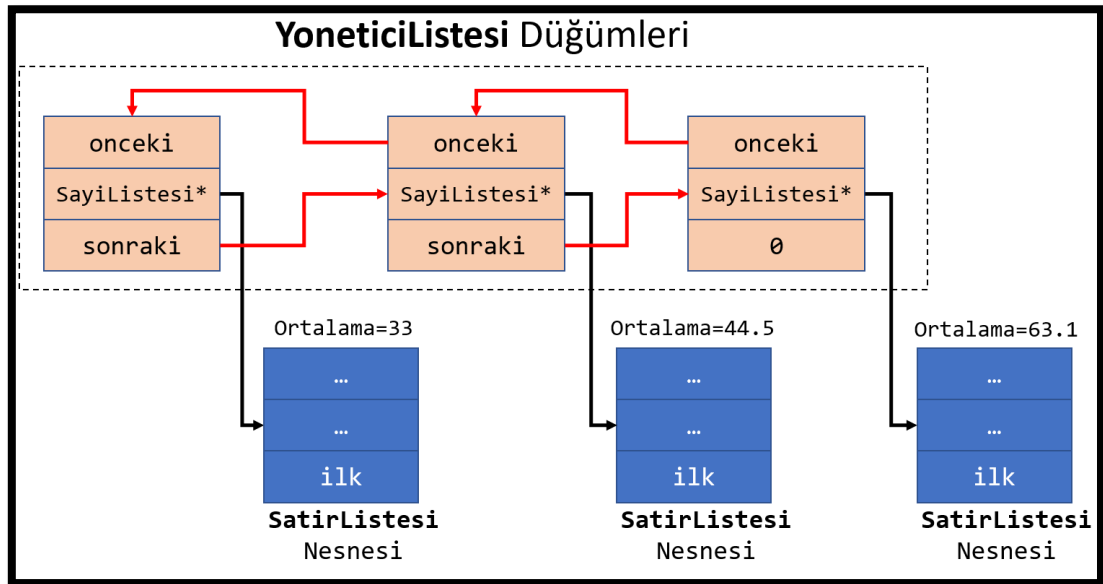 YoneticiListesi Düğümleri
onceki
SayiListesi*
sonraki
onceki
SayiListesi*
sonraki
onceki
SayiListesi*
0
Ortalama=33
…
…
ilk
SatirListesi
Nesnesi
Ortalama=44.5
…
…
ilk
SatirListesi
Nesnesi
Ortalama=63.1
…
…
ilk
SatirListesi
Nesnesi